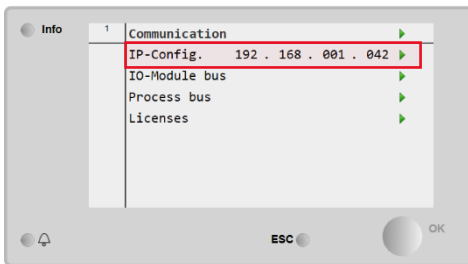 Info
1 Communication
IP-Config. 192 . 168 . 001 . 042
IO-Module bus
Process bus
Licenses
ESC
OK